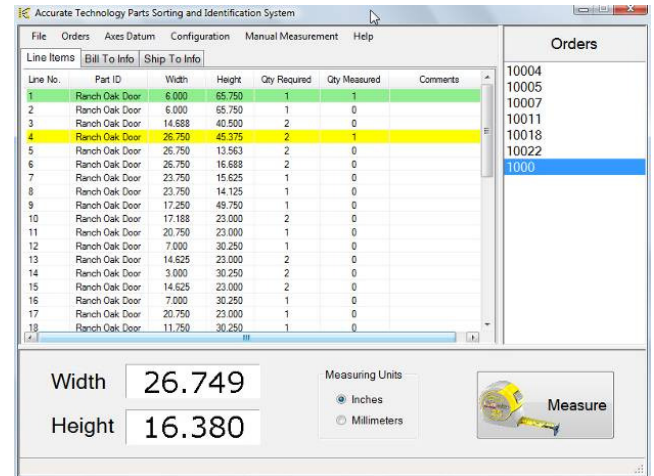 Accurate Technology Parts Sorting and Identification System
File Orders Axes Datum Configuration Manual Measurement Help
Line Items Bill To Info Ship To Info
Line No. Part ID Width Height Qty Required Qty Measured Comments
1 Ranch Oak Door 6.000 65.750 1 1
2 Ranch Oak Door 6.000 65.750 1 0
3 Ranch Oak Door 14.688 40.500 2 0
4 Ranch Oak Door 26.750 45.375 2 1
5 Ranch Oak Door 26.750 13.563 2 0
6 Ranch Oak Door 26.750 16.688 2 0
7 Ranch Oak Door 23.750 15.625 1 0
8 Ranch Oak Door 23.750 14.125 1 0
9 Ranch Oak Door 17.250 49.750 1 0
10 Ranch Oak Door 17.188 23.000 2 0
11 Ranch Oak Door 20.750 23.000 1 0
12 Ranch Oak Door 7.000 30.250 1 0
13 Ranch Oak Door 14.625 23.000 2 0
14 Ranch Oak Door 3.000 30.250 2 0
15 Ranch Oak Door 14.625 23.000 2 0
16 Ranch Oak Door 7.000 30.250 1 0
17 Ranch Oak Door 20.750 23.000 1 0
18 Ranch Oak Door 11.750 30.250 1 0
Orders
10004
10005
10007
10011
10018
10022
1000
Width 26.749
Height 16.380
Measuring Units
Inches
Millimeters
Measure